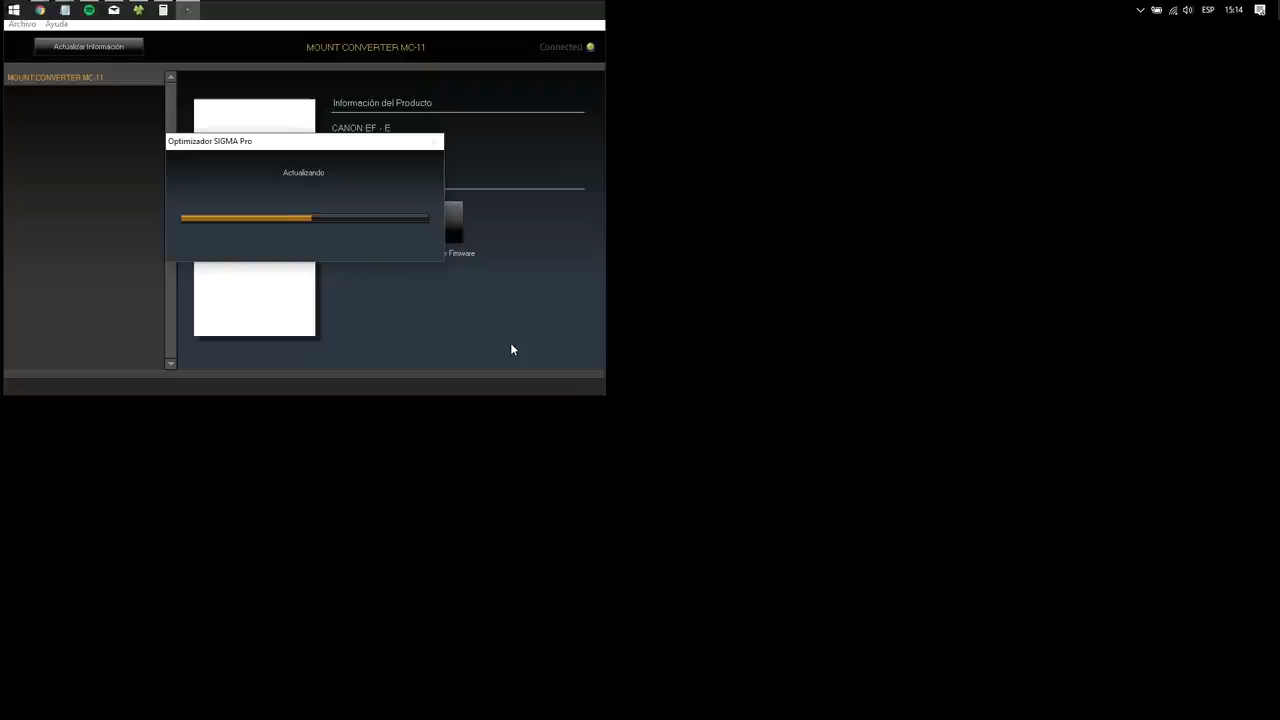 ESP 15:14
Archivo Ayuda
Actualizar Información MOUNT CONVERTER MC-11 Connected
MOUNT CONVERTER MC-11
Información del Producto
CANON EF - E
Optimizador SIGMA Pro
Actualizando
e Firmware